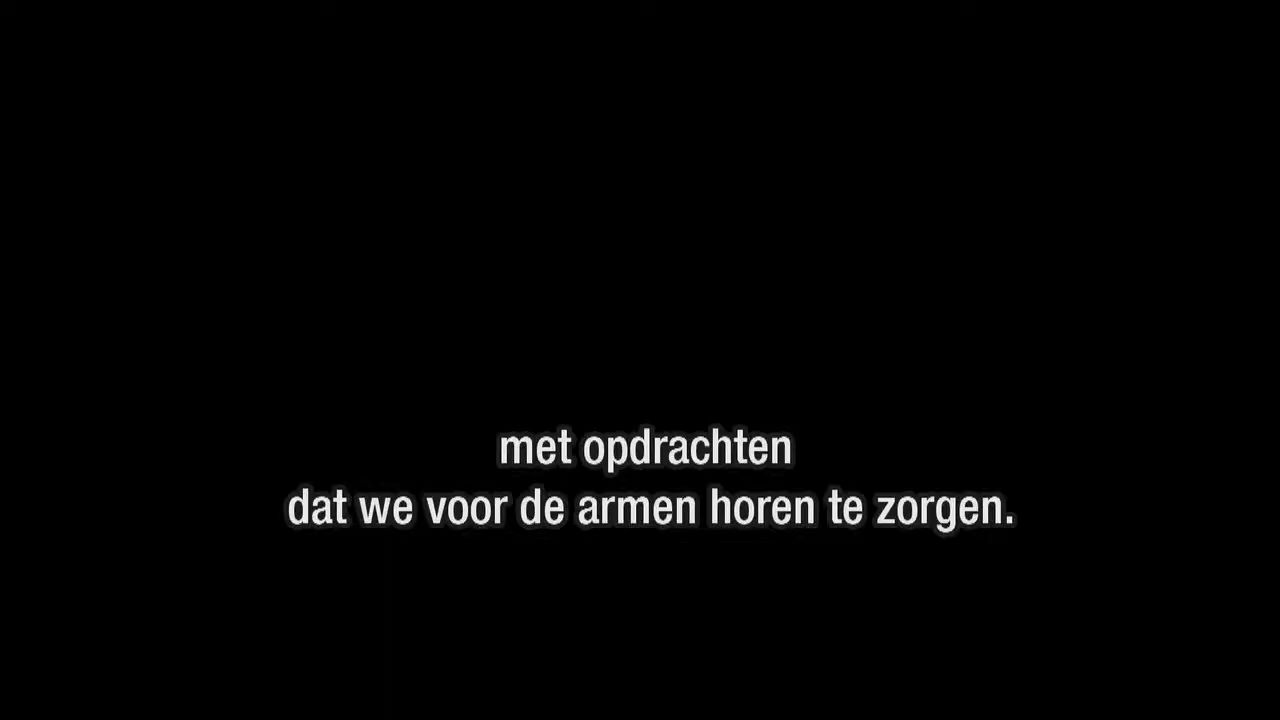 met opdrachten
dat we voor de armen horen te zorgen.